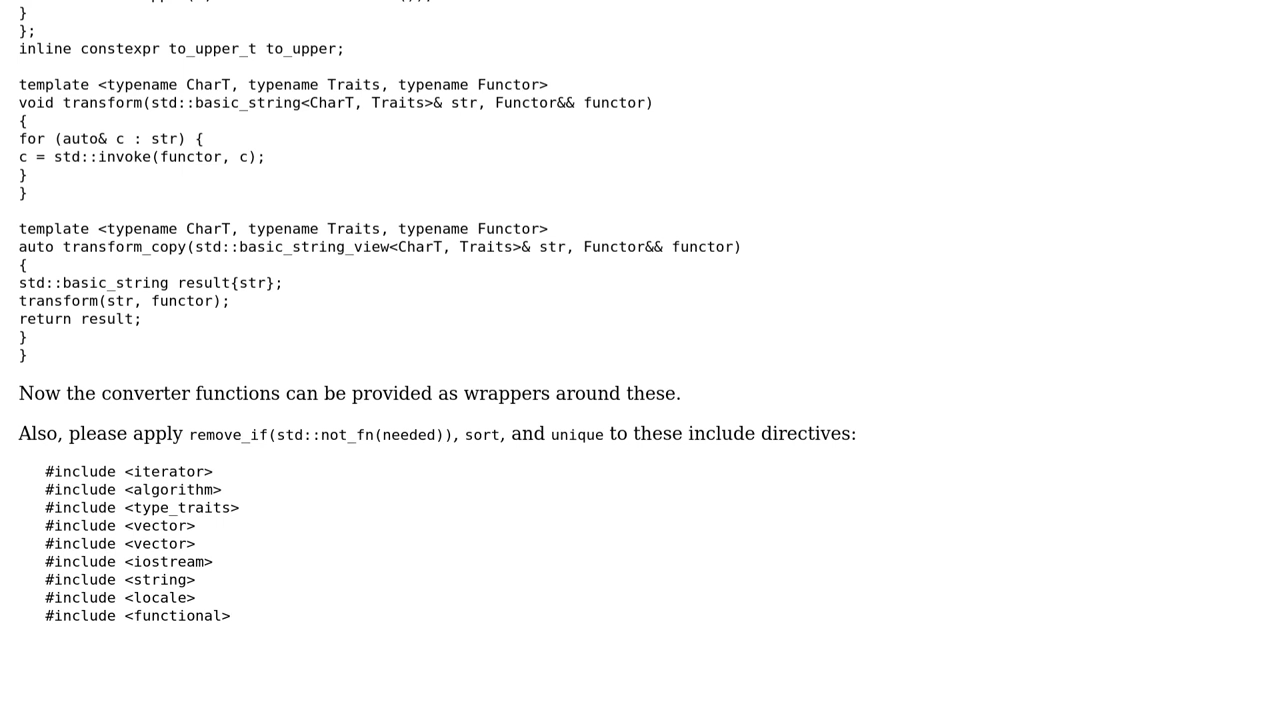 }
};
inline constexpr to_upper_t to_upper;
template <typename CharT, typename Traits, typename Functor>
void transform(std::basic_string<CharT, Traits>& str, Functor&& functor)
{
for (auto& c : str) {
c = std::invoke(functor, c);
}
}
template <typename CharT, typename Traits, typename Functor>
auto transform_copy(std::basic_string_view<CharT, Traits>& str, Functor&& functor)
{
std::basic_string result{str};
transform(str, functor);
return result;
}
}
Now the converter functions can be provided as wrappers around these.
Also, please apply remove_if(std::not_fn(needed)), sort, and unique to these include directives:
#include <iterator>
#include <algorithm>
#include <type_traits>
#include <vector>
#include <vector>
#include <iostream>
#include <string>
#include <locale>
#include <functional>